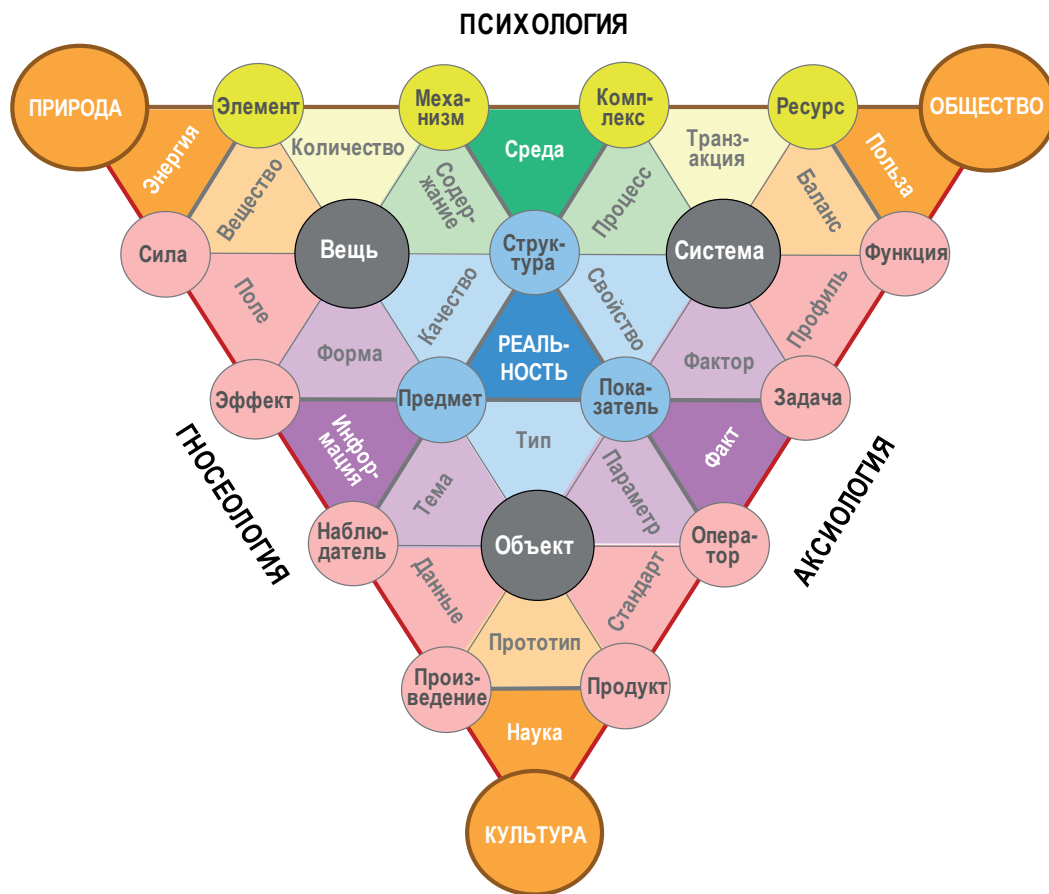 ПСИХОЛОГИЯ
ПРИРОДА
Элемент
Меха-
низм
Комп-
лекс
Ресурс
ОБЩЕСТВО
Энергия
Количество
Среда
Транз-
акция
Польза
Вещество
Содер-
жание
Процесс
Баланс
Сила
Вещь
Струк-
тура
Система
Функция
Поле
Качество
Свойство
Профиль
Форма
РЕАЛЬ-
НОСТЬ
Фактор
Эффект
Предмет
Пока-
затель
Задача
ГНОСЕОЛОГИЯ
Инфор-
мация
Тип
Факт
АКСИОЛОГИЯ
Тема
Параметр
Наблю-
датель
Объект
Опера-
тор
Данные
Стандарт
Прототип
Произ-
ведение
Продукт
Наука
КУЛЬТУРА